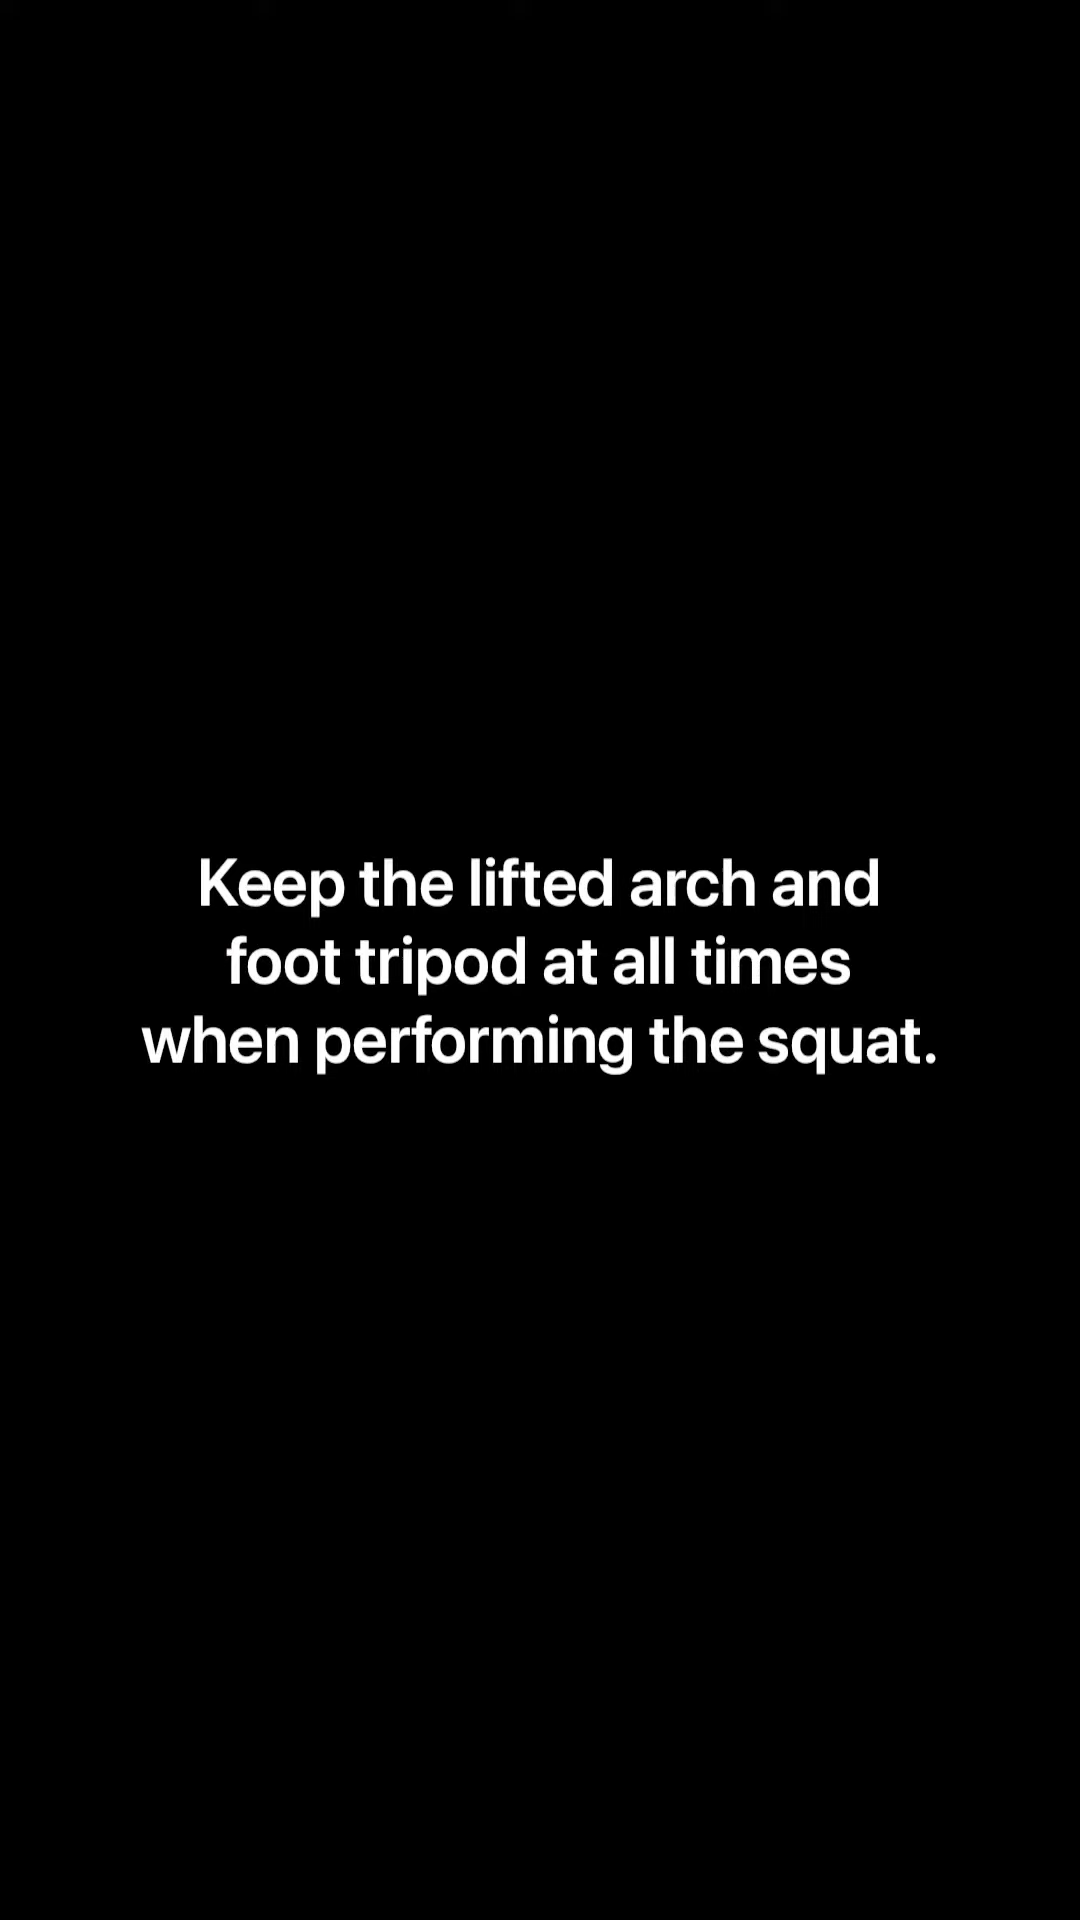 Keep the lifted arch and
foot tripod at all times
when performing the squat.